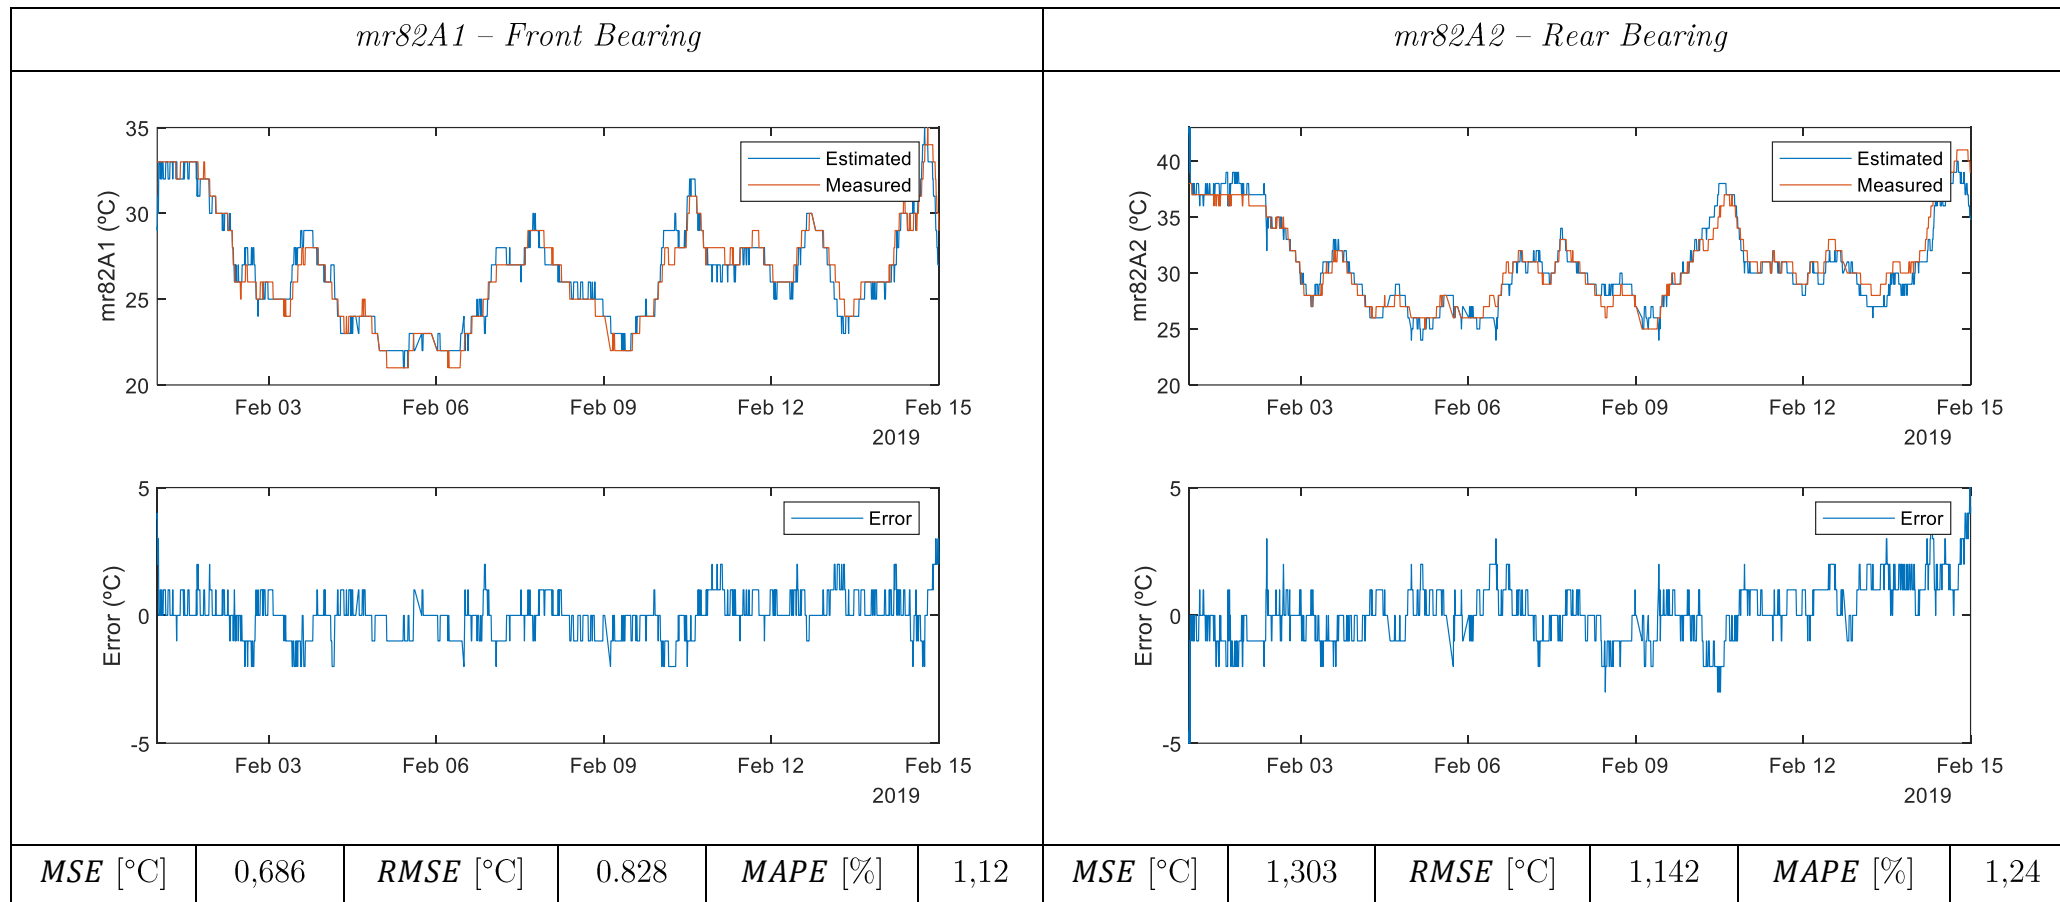 mr82A1 – Front Bearing
mr82A2 – Rear Bearing
35
30
25
20
mr82A1 (ºC)
Estimated
Measured
Feb 03
Feb 06
Feb 09
Feb 12
Feb 15
2019
40
35
30
25
20
mr82A2 (ºC)
Estimated
Measured
Feb 03
Feb 06
Feb 09
Feb 12
Feb 15
2019
5
0
-5
Error (ºC)
Error
Feb 03
Feb 06
Feb 09
Feb 12
Feb 15
2019
5
0
-5
Error (ºC)
Error
Feb 03
Feb 06
Feb 09
Feb 12
Feb 15
2019
MSE [°C] 0,686 RMSE [°C] 0.828 MAPE [%] 1,12 MSE [°C] 1,303 RMSE [°C] 1,142 MAPE [%] 1,24